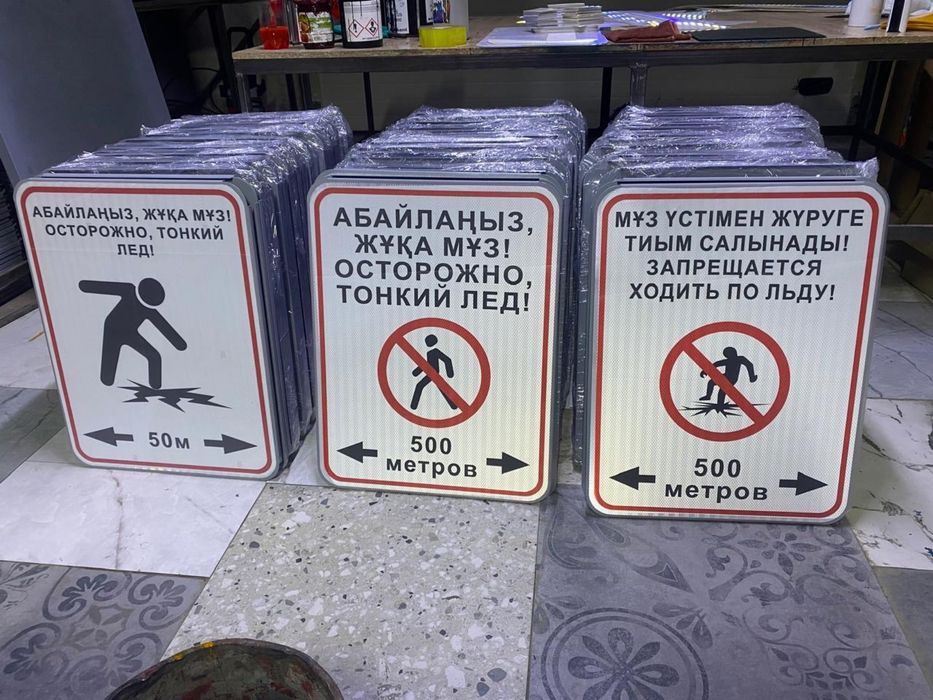 АБАЙЛАҢЫЗ, ЖҰҚА МҰЗ!
ОСТОРОЖНО, ТОНКИЙ
ЛЕД!
50м
АБАЙЛАҢЫЗ,
ЖҰҚА МҰЗ!
ОСТОРОЖНО,
ТОНКИЙ ЛЕД!
500
метров
МҰЗ ҮСТІМЕН ЖҮРУГЕ
ТИЫМ САЛЫНАДЫ!
ЗАПРЕЩАЕТСЯ
ХОДИТЬ ПО ЛЬДУ!
500
метров